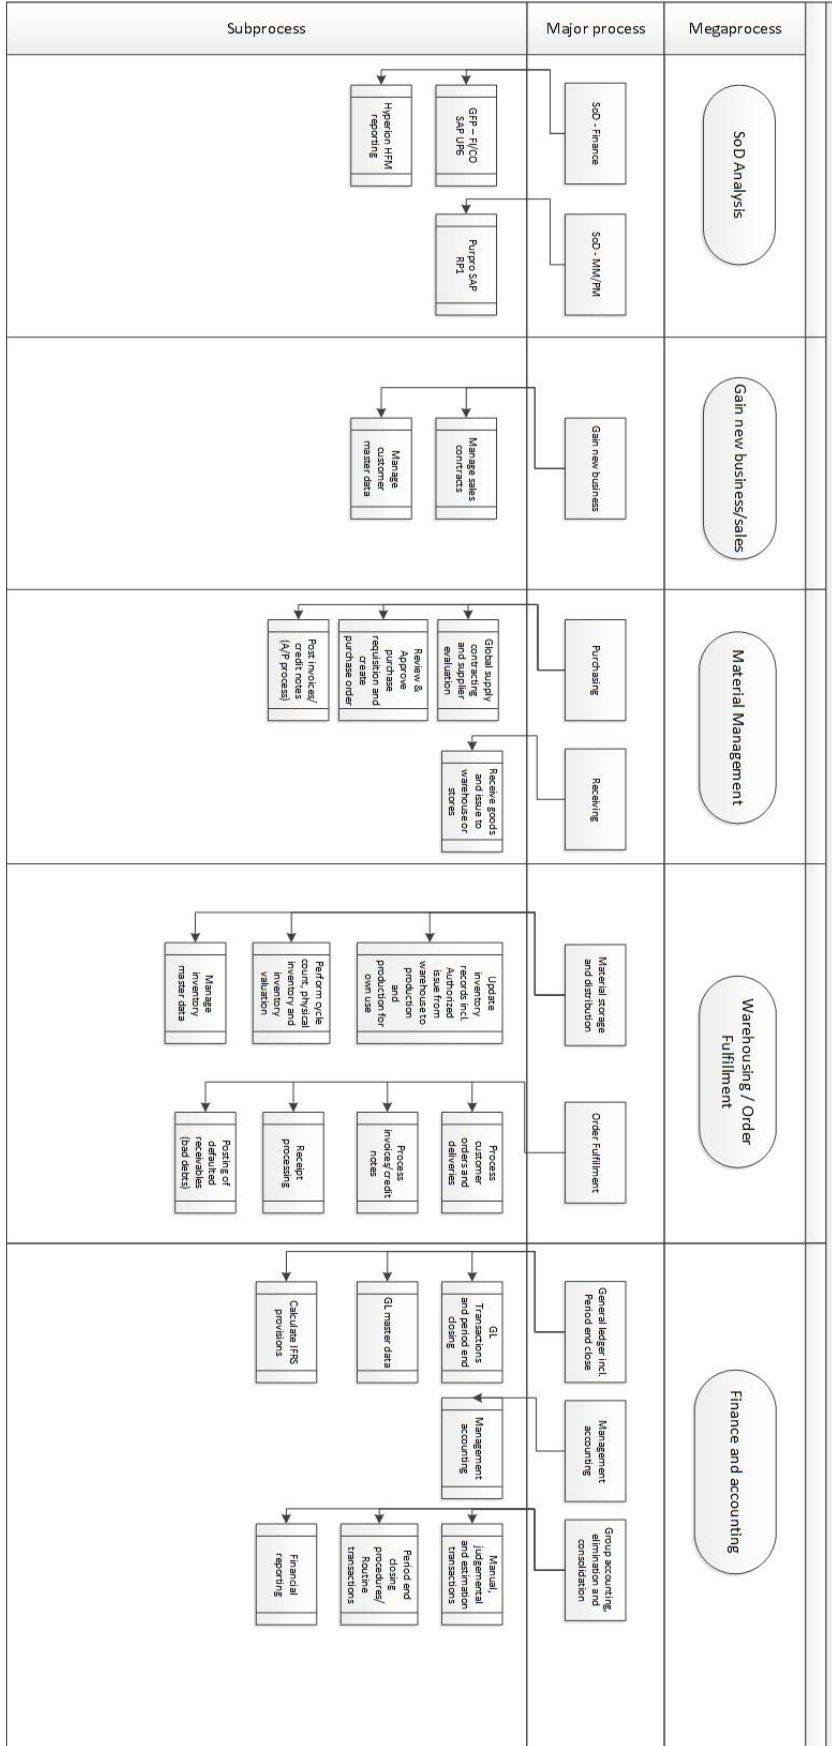 Megaprocess
Major process
Subprocess
SoD Analysis
Gain new business/sales
Material Management
Warehousing / Order
Fulfillment
Finance and accounting
SoD - Finance
SoD - MM/PM
Gain new business
Purchasing
Receiving
Material storage
and distribution
Order Fulfillment
General ledger incl.
Period end close
Management
accounting
Group accounting,
elimination and
consolidation
GFP – FI/CO
SAP UP6
Hyperion HFM
reporting
Purpro SAP
RP1
Manage sales
conrtracts
Manage
customer
master data
Global supply
contracting
and supplier
evaluation
Review &
Approve
purchase
requisition and
create
purchase order
Post invoices/
credit notes
(A/P process)
Receive goods
and issue to
warehouse or
stores
Update
inventory
records incl.
Authorized
issue from
warehouse to
production
and
production for
own use
Perform cycle
count, physical
inventory and
inventory
valuation
Manage
inventory
master data
Process
customer
orders and
deliveries
Process
invoices/credit
notes
Receipt
processing
Posting of
defaulted
receivables
(bad debts)
GL
Transactions
and period end
closing
GL master data
Calculate IFRS
provisions
Management
accounting
Manual,
judgemental
and estimation
transactions
Period end
closing
procedures/
Routine
transactions
Financial
reporting